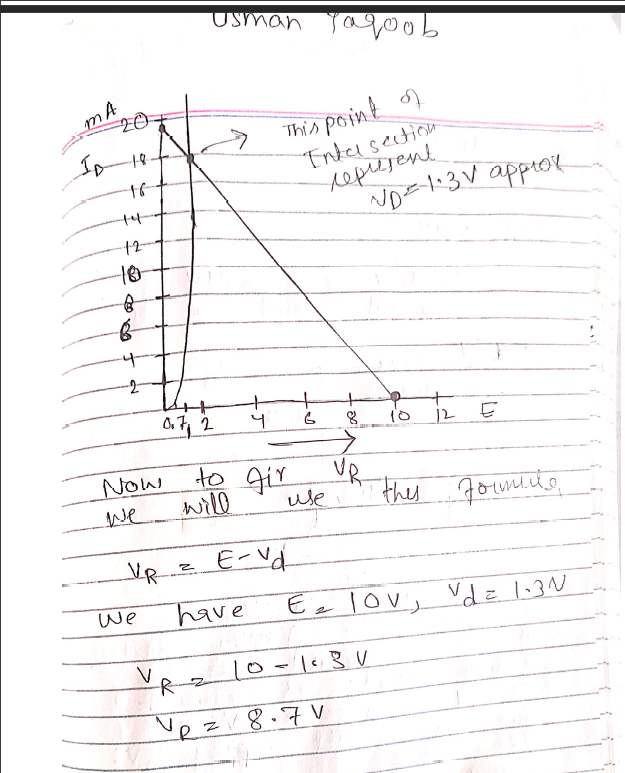 Usman Yaqoob
mA
20
I_D
18
16
14
12
10
8
6
4
2
This point of
Intersection
represent
V_D = 1.3V approx
0.7, 1 2 4 6 8 10 12 E
Now to gir V_R
we will use this formula
V_R = E - V_d
We have E = 10V, V_d = 1.3V
V_R = 10 - 1.3 V
V_R = 8.7 V